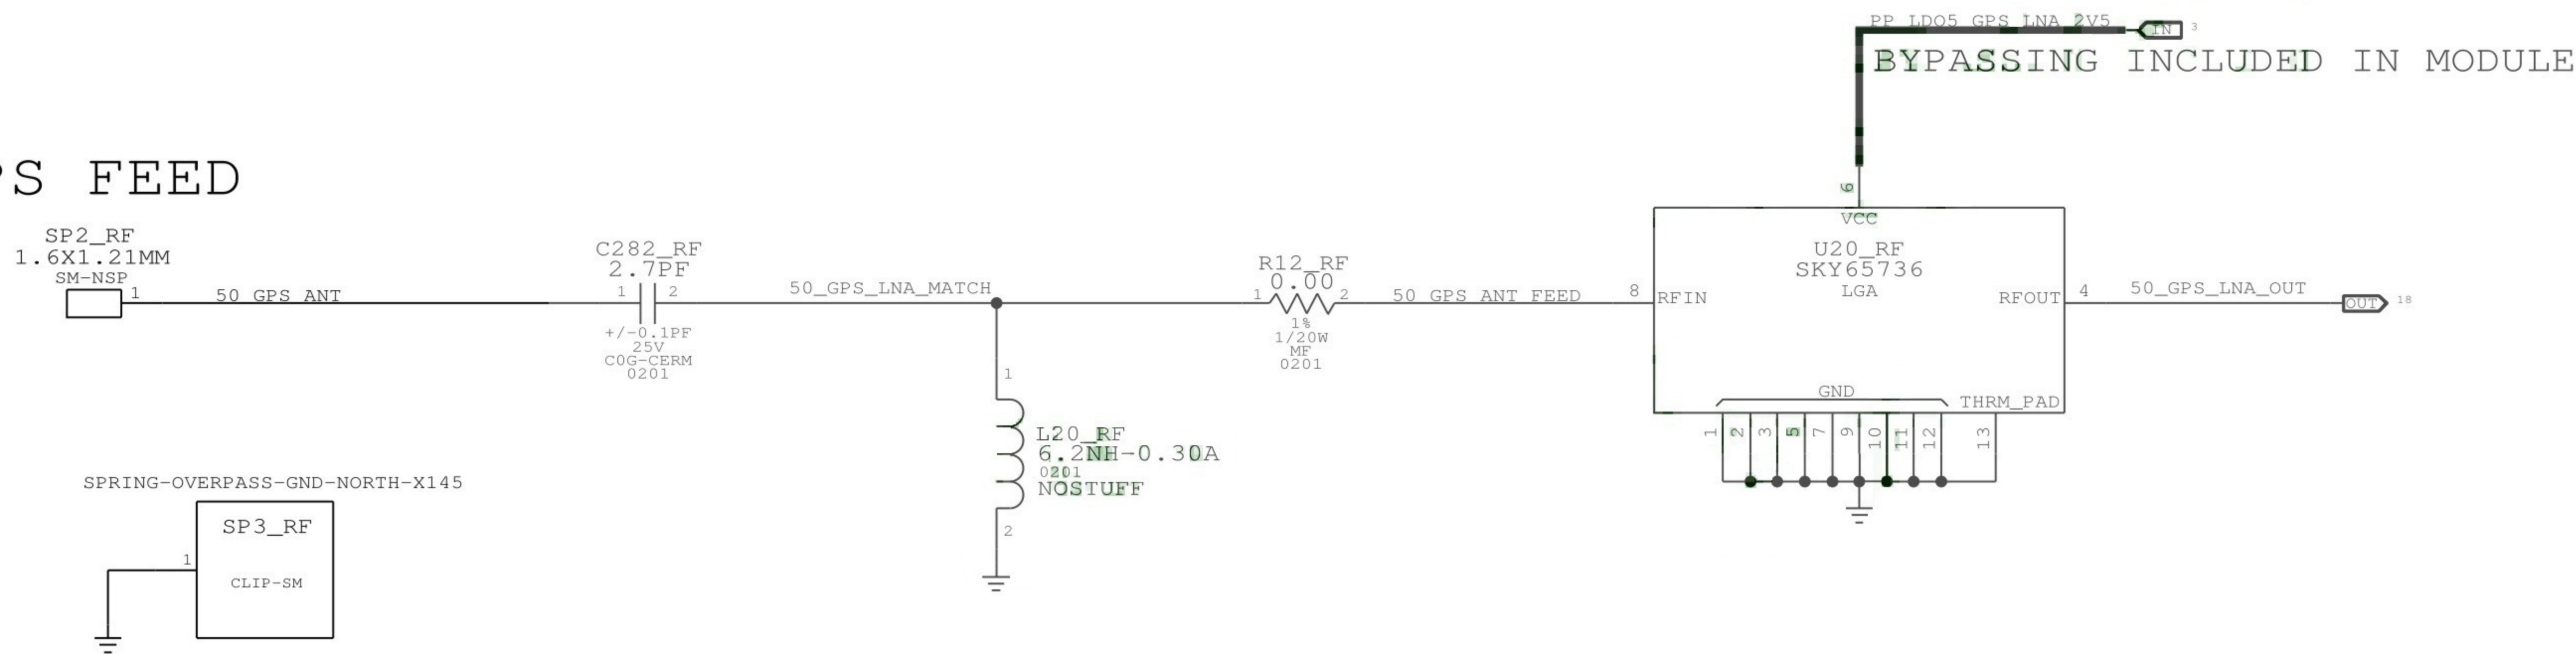 PP_LDO5_GPS_LNA_2V5
IN
3
BYPASSING INCLUDED IN MODULE
S FEED
6
VCC
SP2_RF
1.6X1.21MM
SM-NSP
1
50_GPS_ANT
C282_RF
2.7PF
1
2
+/-0.1PF
25V
C0G-CERM
0201
50_GPS_LNA_MATCH
R12_RF
0.00
1
2
1%
1/20W
MF
0201
50_GPS_ANT_FEED
8
RFIN
U20_RF
SKY65736
LGA
RFOUT
4
50_GPS_LNA_OUT
OUT
18
GND
THRM_PAD
1
2
3
5
7
9
10
11
12
13
1
L20_RF
6.2NH-0.30A
0201
NOSTUFF
2
SPRING-OVERPASS-GND-NORTH-X145
SP3_RF
1
CLIP-SM